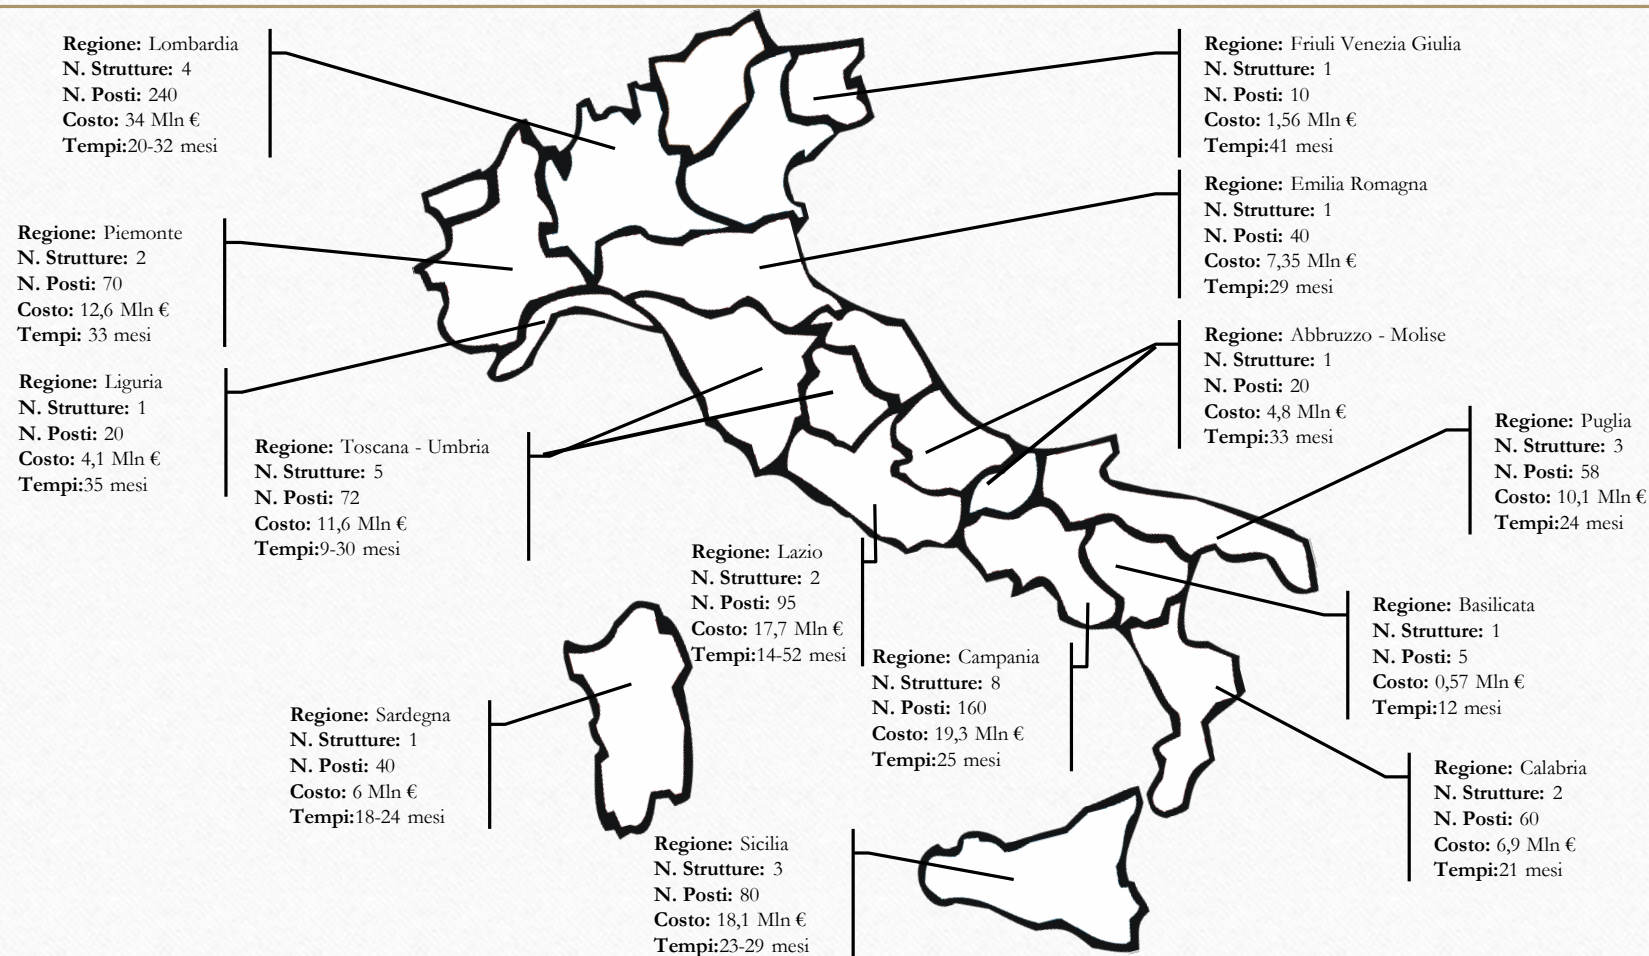 Regione: Lombardia
N. Strutture: 4
N. Posti: 240
Costo: 34 Mln €
Tempi:20-32 mesi
Regione: Friuli Venezia Giulia
N. Strutture: 1
N. Posti: 10
Costo: 1,56 Mln €
Tempi:41 mesi
Regione: Emilia Romagna
N. Strutture: 1
N. Posti: 40
Costo: 7,35 Mln €
Tempi:29 mesi
Regione: Piemonte
N. Strutture: 2
N. Posti: 70
Costo: 12,6 Mln €
Tempi: 33 mesi
Regione: Abbruzzo - Molise
N. Strutture: 1
N. Posti: 20
Costo: 4,8 Mln €
Tempi:33 mesi
Regione: Liguria
N. Strutture: 1
N. Posti: 20
Costo: 4,1 Mln €
Tempi:35 mesi
Regione: Puglia
N. Strutture: 3
N. Posti: 58
Costo: 10,1 Mln €
Tempi:24 mesi
Regione: Toscana - Umbria
N. Strutture: 5
N. Posti: 72
Costo: 11,6 Mln €
Tempi:9-30 mesi
Regione: Lazio
N. Strutture: 2
N. Posti: 95
Costo: 17,7 Mln €
Tempi:14-52 mesi
Regione: Basilicata
N. Strutture: 1
N. Posti: 5
Costo: 0,57 Mln €
Tempi:12 mesi
Regione: Campania
N. Strutture: 8
N. Posti: 160
Costo: 19,3 Mln €
Tempi:25 mesi
Regione: Sardegna
N. Strutture: 1
N. Posti: 40
Costo: 6 Mln €
Tempi:18-24 mesi
Regione: Calabria
N. Strutture: 2
N. Posti: 60
Costo: 6,9 Mln €
Tempi:21 mesi
Regione: Sicilia
N. Strutture: 3
N. Posti: 80
Costo: 18,1 Mln €
Tempi:23-29 mesi